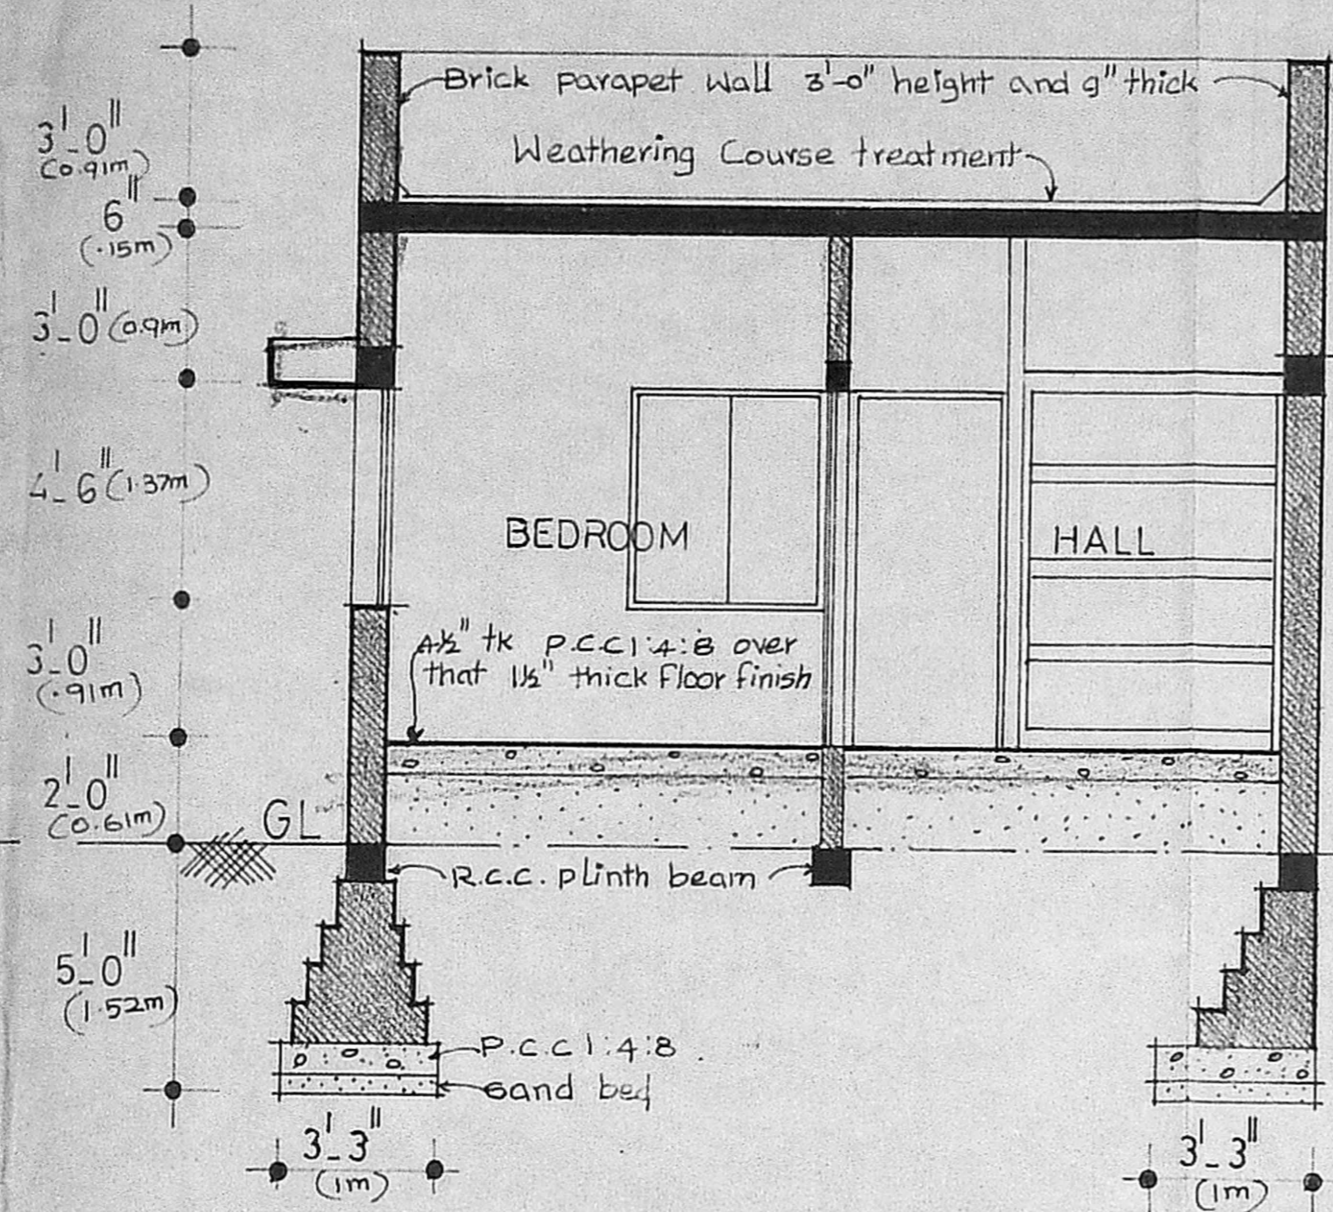 Brick parapet wall 3'-0" height and 9" thick
Weathering Course treatment
3'-0"
(0.91m)
6"
(.15m)
3'-0" (0.9m)
4'-6" (1.37m)
BEDROOM
HALL
4½" tk P.C.C 1:4:8 over
that 1½" thick floor finish
3'-0"
(.91m)
2'-0"
(0.61m)
GL
R.C.C. plinth beam
5'-0"
(1.52m)
P.C.C 1:4:8
sand bed
3'-3"
(1m)
3'-3"
(1m)